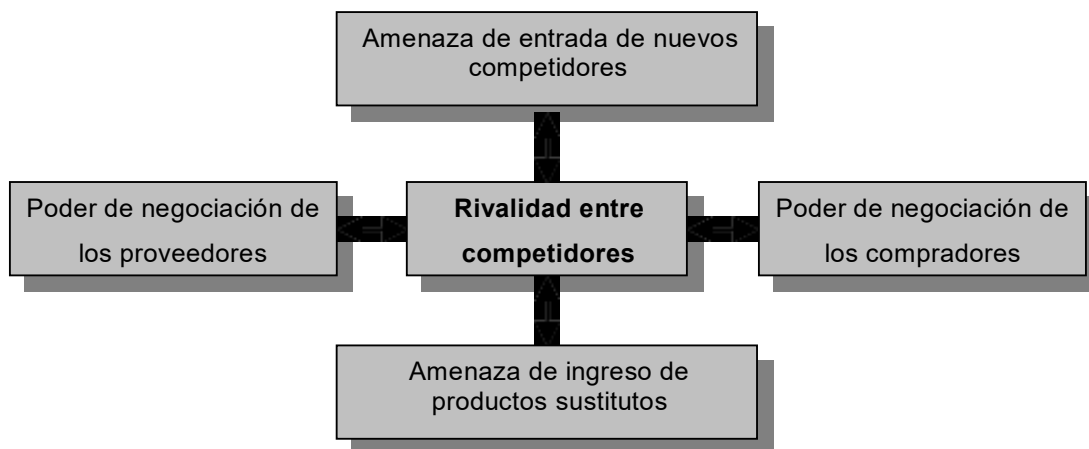 Amenaza de entrada de nuevos
competidores
Poder de negociación de
los proveedores
Rivalidad entre
competidores
Poder de negociación de
los compradores
Amenaza de ingreso de
productos sustitutos